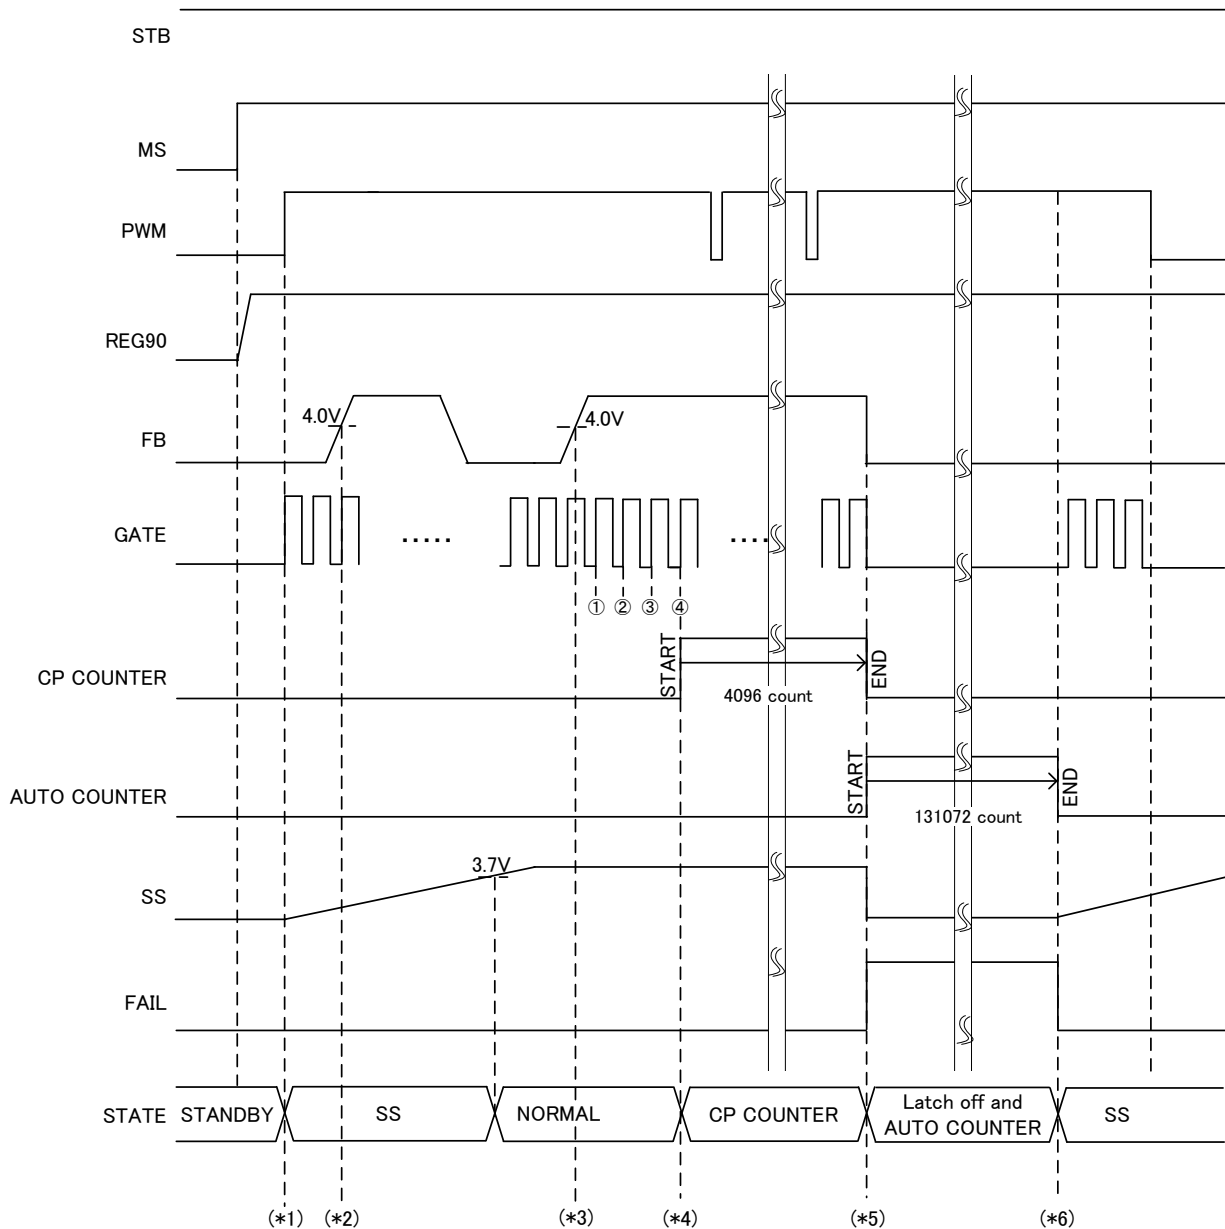 STB
MS
PWM
REG90
4.0V
4.0V
FB
GATE
.....
....
① ② ③ ④
START
END
CP COUNTER
4096 count
START
END
AUTO COUNTER
131072 count
3.7V
SS
FAIL
STATE STANDBY SS NORMAL CP COUNTER Latch off and AUTO COUNTER SS
(*1) (*2) (*3) (*4) (*5) (*6)